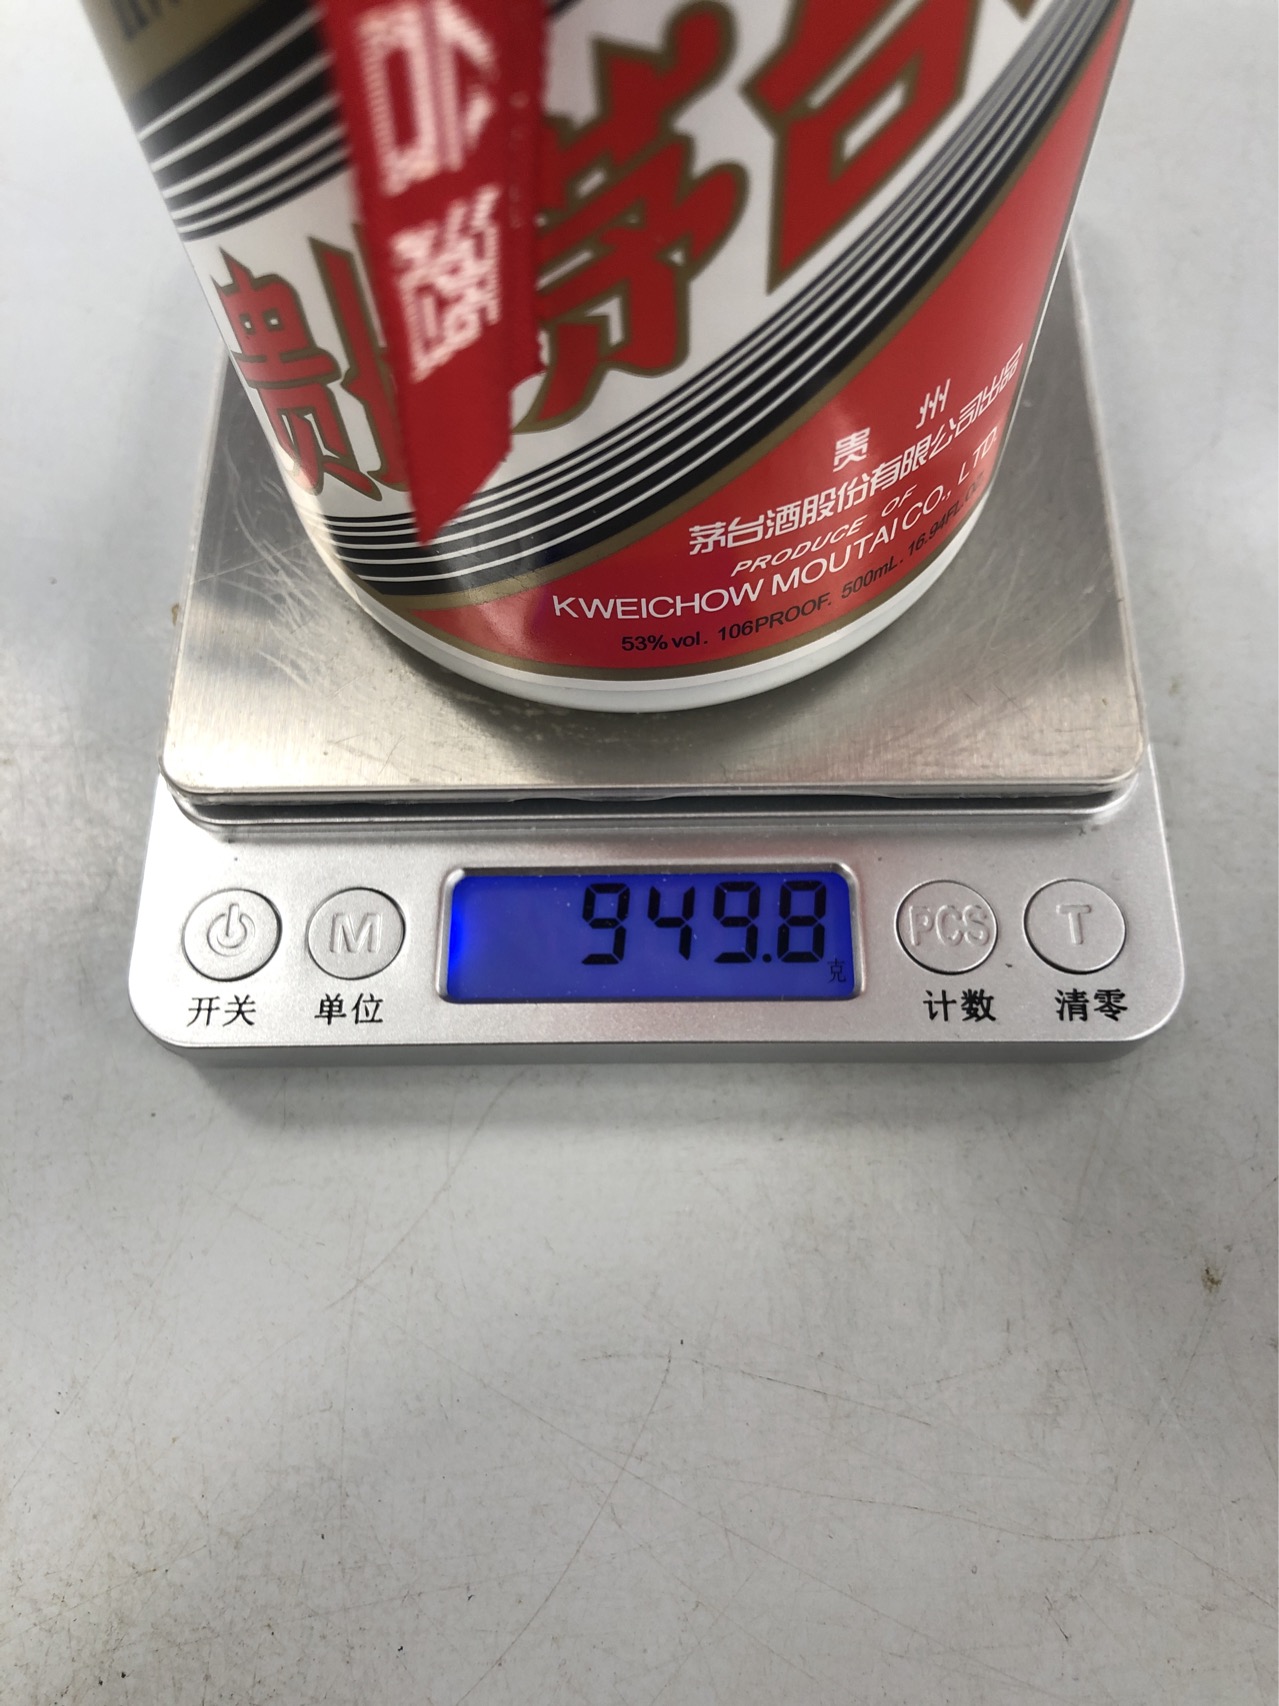 贵州茅台
贵州
茅台酒股份有限公司出品
PRODUCE OF
KWEICHOW MOUTAI CO., LTD.
53% vol. 106PROOF. 500mL. 16.94FL.OZ
949.8
克
M
PCS
T
开关
单位
计数
清零